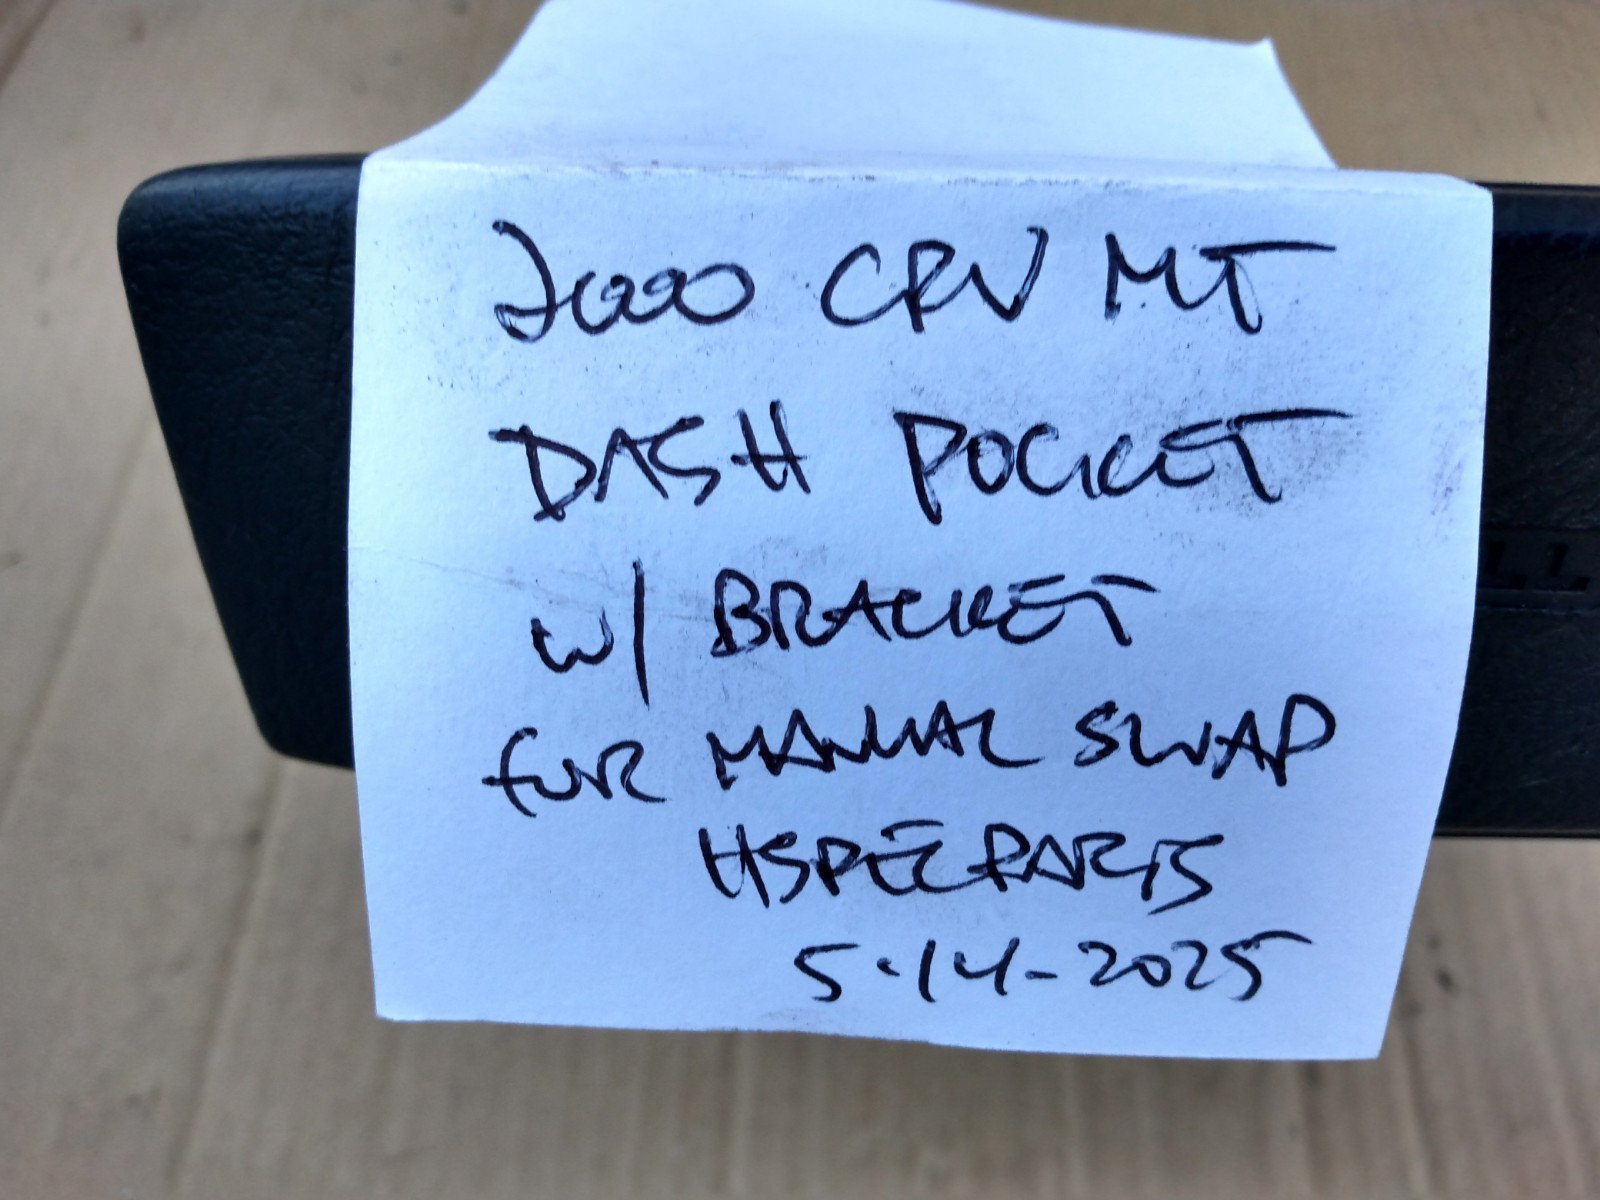 2000 CRV MT
DASH POCKET
w/ BRACKET
for MANUAL SWAP
HSPECPARTS
5-14-2025